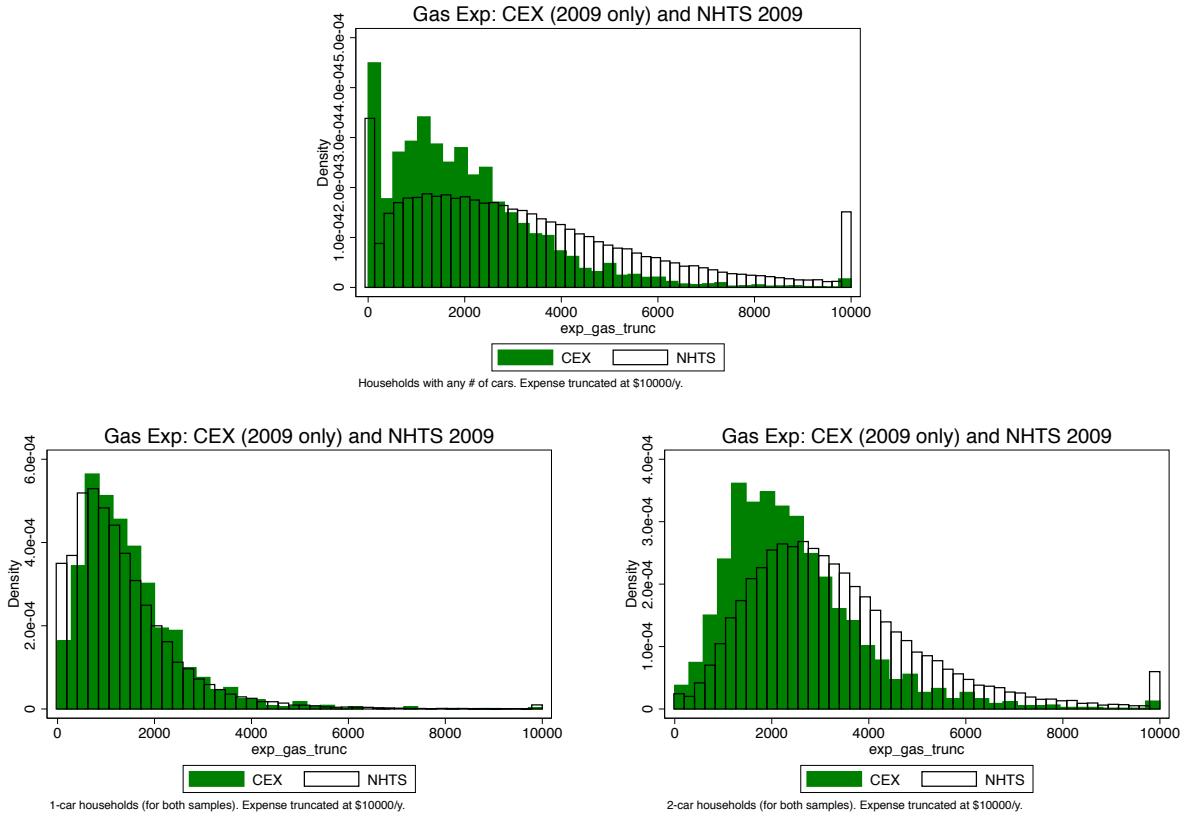 Gas Exp: CEX (2009 only) and NHTS 2009
Density
0 1.0e-04 2.0e-04 3.0e-04 4.0e-04 5.0e-04
0 2000 4000 6000 8000 10000
exp_gas_trunc
CEX NHTS
Households with any # of cars. Expense truncated at $10000/y.
Gas Exp: CEX (2009 only) and NHTS 2009
Density
0 2.0e-04 4.0e-04 6.0e-04
0 2000 4000 6000 8000 10000
exp_gas_trunc
CEX NHTS
1-car households (for both samples). Expense truncated at $10000/y.
Gas Exp: CEX (2009 only) and NHTS 2009
Density
0 1.0e-04 2.0e-04 3.0e-04 4.0e-04
0 2000 4000 6000 8000 10000
exp_gas_trunc
CEX NHTS
2-car households (for both samples). Expense truncated at $10000/y.